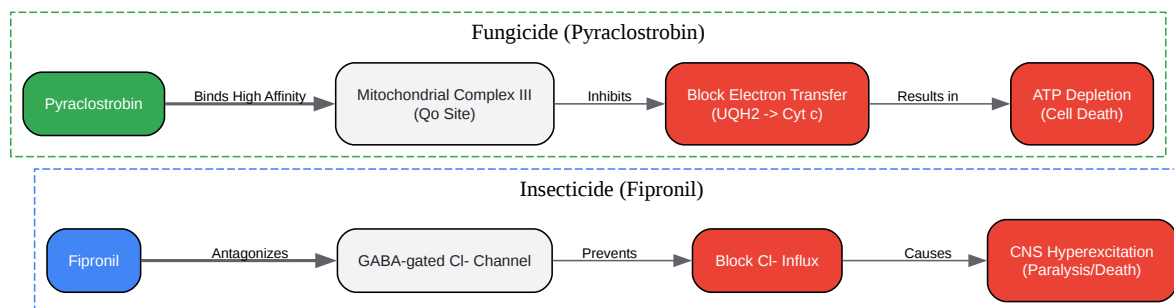 Fungicide (Pyraclostrobin)
Pyraclostrobin
Binds High Affinity
Mitochondrial Complex III
(Qo Site)
Inhibits
Block Electron Transfer
(UQH2 -> Cyt c)
Results in
ATP Depletion
(Cell Death)
Insecticide (Fipronil)
Fipronil
Antagonizes
GABA-gated Cl- Channel
Prevents
Block Cl- Influx
Causes
CNS Hyperexcitation
(Paralysis/Death)